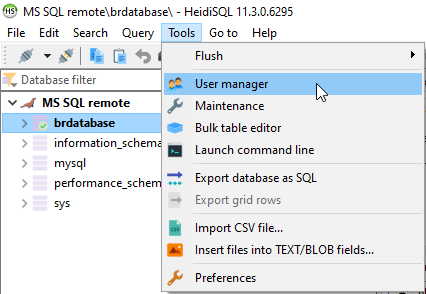 HS MS SQL remote\brdatabase\ - HeidiSQL 11.3.0.6295
File Edit Search Query Tools Go to Help
Database filter
MS SQL remote
brdatabase
information_schema
mysql
performance_schem
sys
Flush
User manager
Maintenance
Bulk table editor
Launch command line
Export database as SQL
Export grid rows
Import CSV file...
Insert files into TEXT/BLOB fields...
Preferences